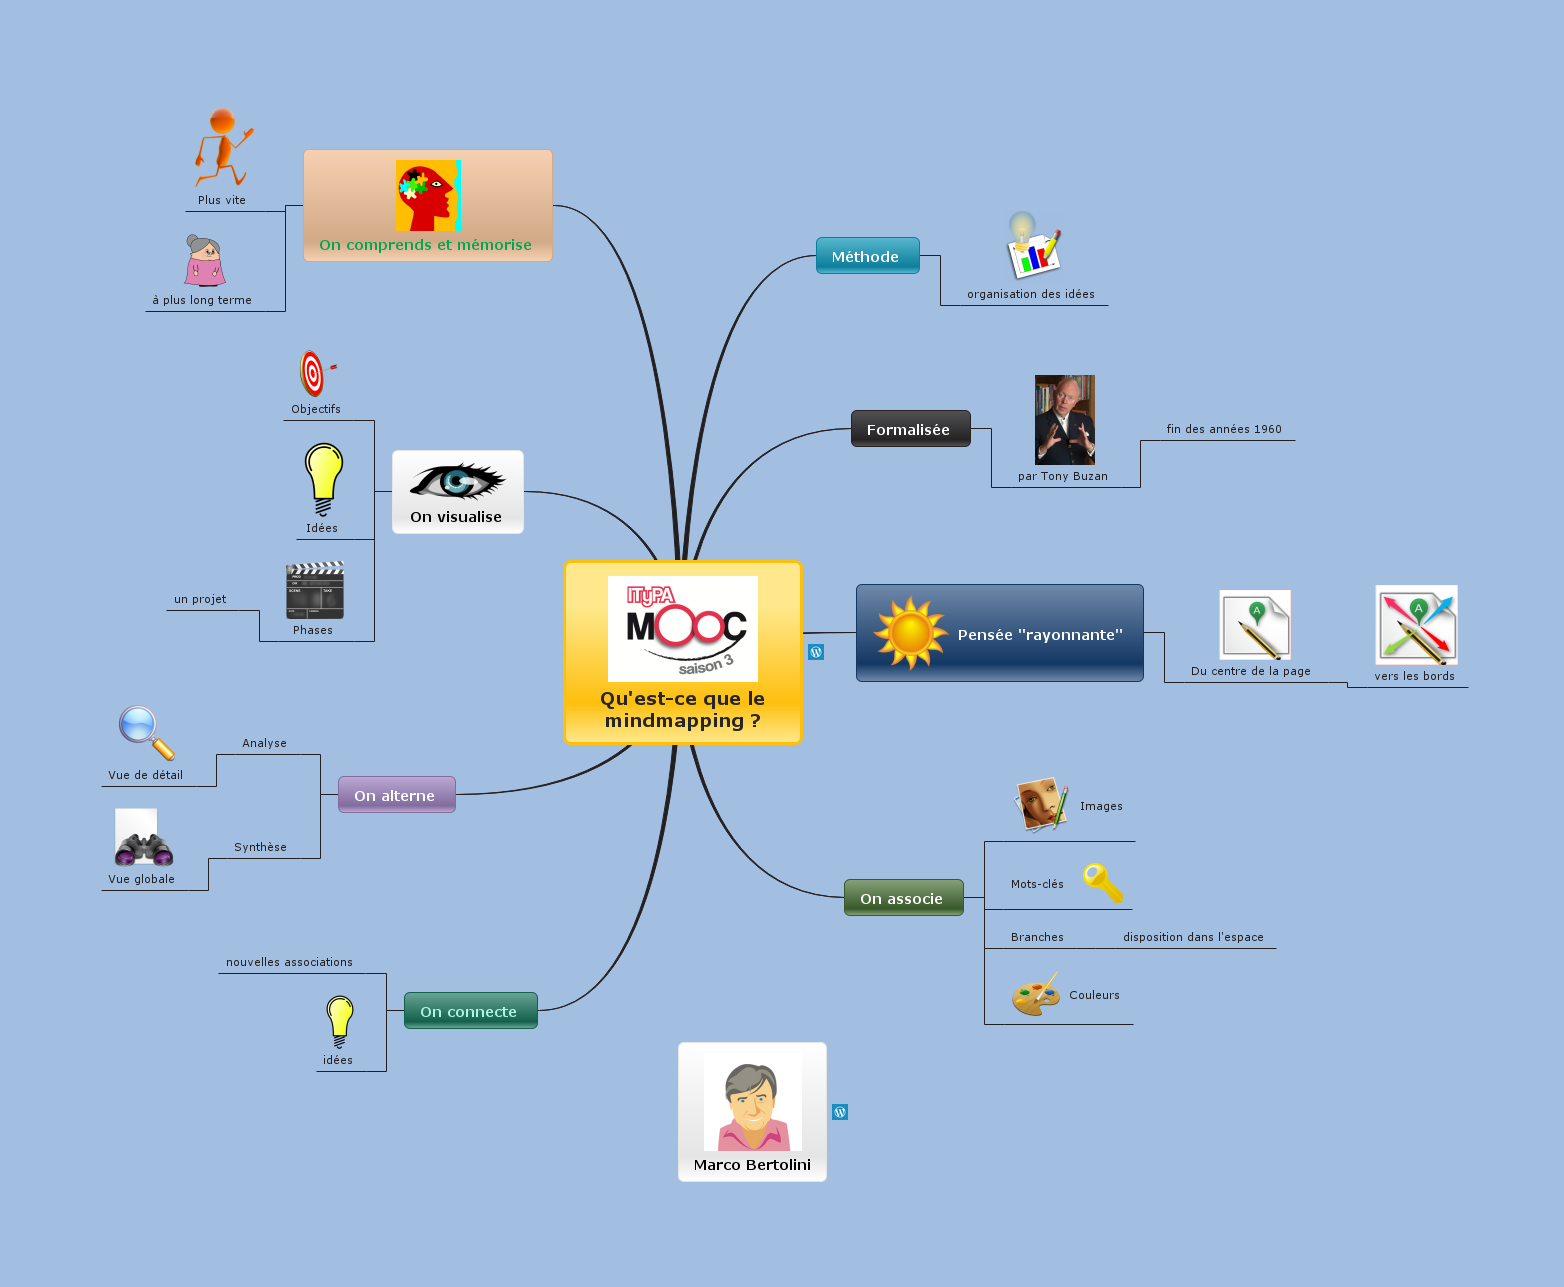 Plus vite
On comprends et mémorise
à plus long terme
Méthode
organisation des idées
Objectifs
Idées
On visualise
un projet
Phases
Formalisée
par Tony Buzan
fin des années 1960
ITyPA
MOOC
saison 3
Qu'est-ce que le
mindmapping ?
Pensée "rayonnante"
A
Du centre de la page
A
vers les bords
Analyse
Vue de détail
On alterne
Synthèse
Vue globale
Images
Mots-clés
On associe
Branches
disposition dans l'espace
Couleurs
nouvelles associations
On connecte
idées
Marco Bertolini